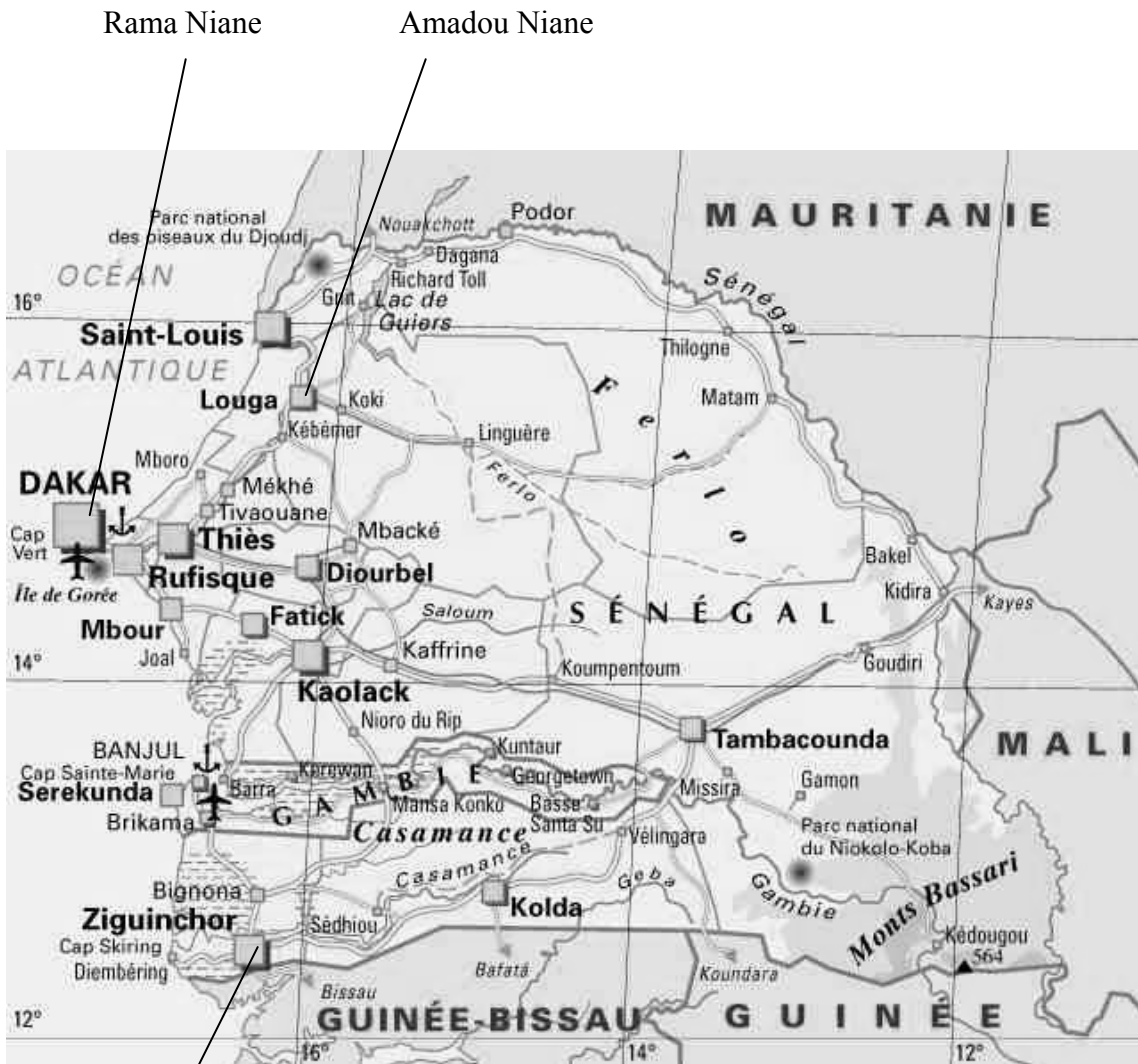 Rama Niane
Amadou Niane
MAURITANIE
Parc national
des oiseaux du Djoudj
Nouakchott
Podor
Dagana
Richard Toll
OCÉAN
Lac de
Guiers
16°
Saint-Louis
Sénégal
ATLANTIQUE
Thilogne
Louga
Koki
Ferlo
Matam
Kébémer
Linguère
Mboro
Ferlo
DAKAR
Mékhé
Tivaouane
Mbacké
Cap
Vert
Thiès
Bakel
Rufisque
Diourbel
Kidira
Île de Gorée
Kayes
Mbour
Fatick
Saloum
SÉNÉGAL
Joal
Kaffrine
Koumpentoum
Goudiri
14°
Kaolack
Nioro du Rip
Tambacounda
MALI
BANJUL
Kuntaur
Cap Sainte-Marie
Barra
Kerewan
GAMBIE
Georgetown
Missira
Gamon
Serekunda
Mansa Konko
Basse
Santa Su
Brikama
Casamance
Vélingara
Parc national
du Niokolo-Koba
Casamance
Geba
Gambie
Monts Bassari
Bignona
Kolda
Ziguinchor
Sédhiou
Cap Skiring
Diembéring
Kédougou
564
Bafatá
Koundara
Bissau
GUINÉE-BISSAU
GUINÉE
12°
16°
14°
12°